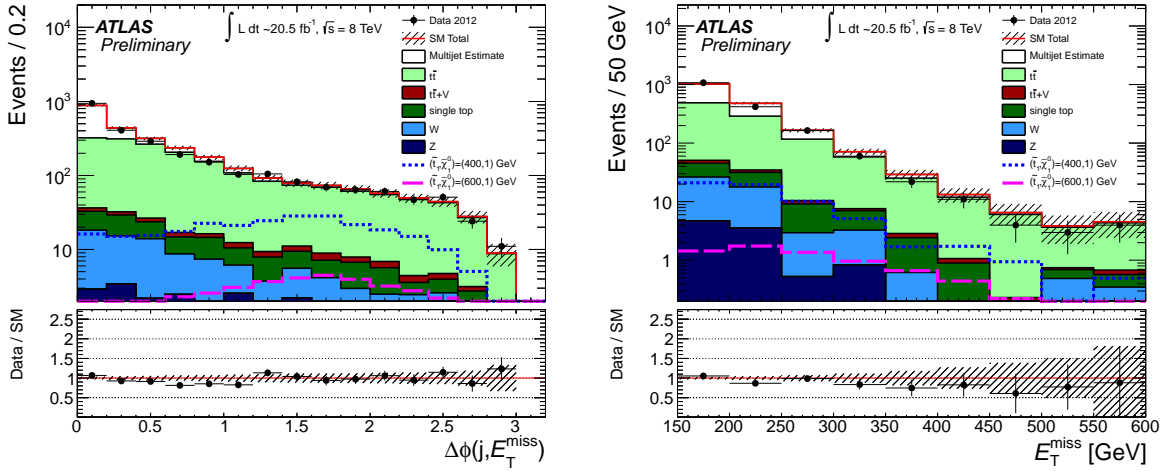 ATLAS
Preliminary
∫ L dt ~20.5 fb⁻¹, √s = 8 TeV
Data 2012
SM Total
Multijet Estimate
tt̄
tt̄+V
single top
W
Z
(t̃₁,χ̃₁⁰)=(400,1) GeV
(t̃₁,χ̃₁⁰)=(600,1) GeV
Events / 0.2
10⁴
10³
10²
10
Data / SM
2.5
2
1.5
1
0.5
0 0.5 1 1.5 2 2.5 3
Δϕ(j,E_T^miss)
ATLAS
Preliminary
∫ L dt ~20.5 fb⁻¹, √s = 8 TeV
Data 2012
SM Total
Multijet Estimate
tt̄
tt̄+V
single top
W
Z
(t̃₁,χ̃₁⁰)=(400,1) GeV
(t̃₁,χ̃₁⁰)=(600,1) GeV
Events / 50 GeV
10⁴
10³
10²
10
1
Data / SM
2.5
2
1.5
1
0.5
150 200 250 300 350 400 450 500 550 600
E_T^miss [GeV]